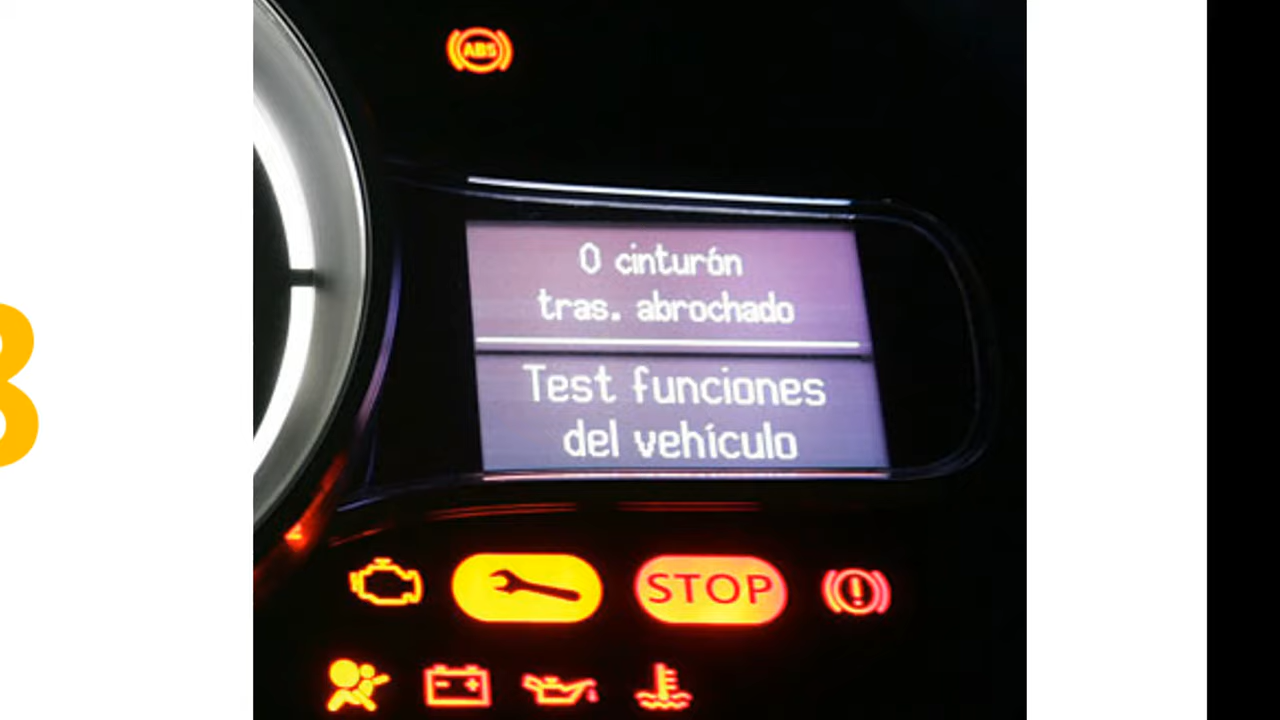 ABS
0 cinturón
tras. abrochado
Test funciones
del vehículo
STOP